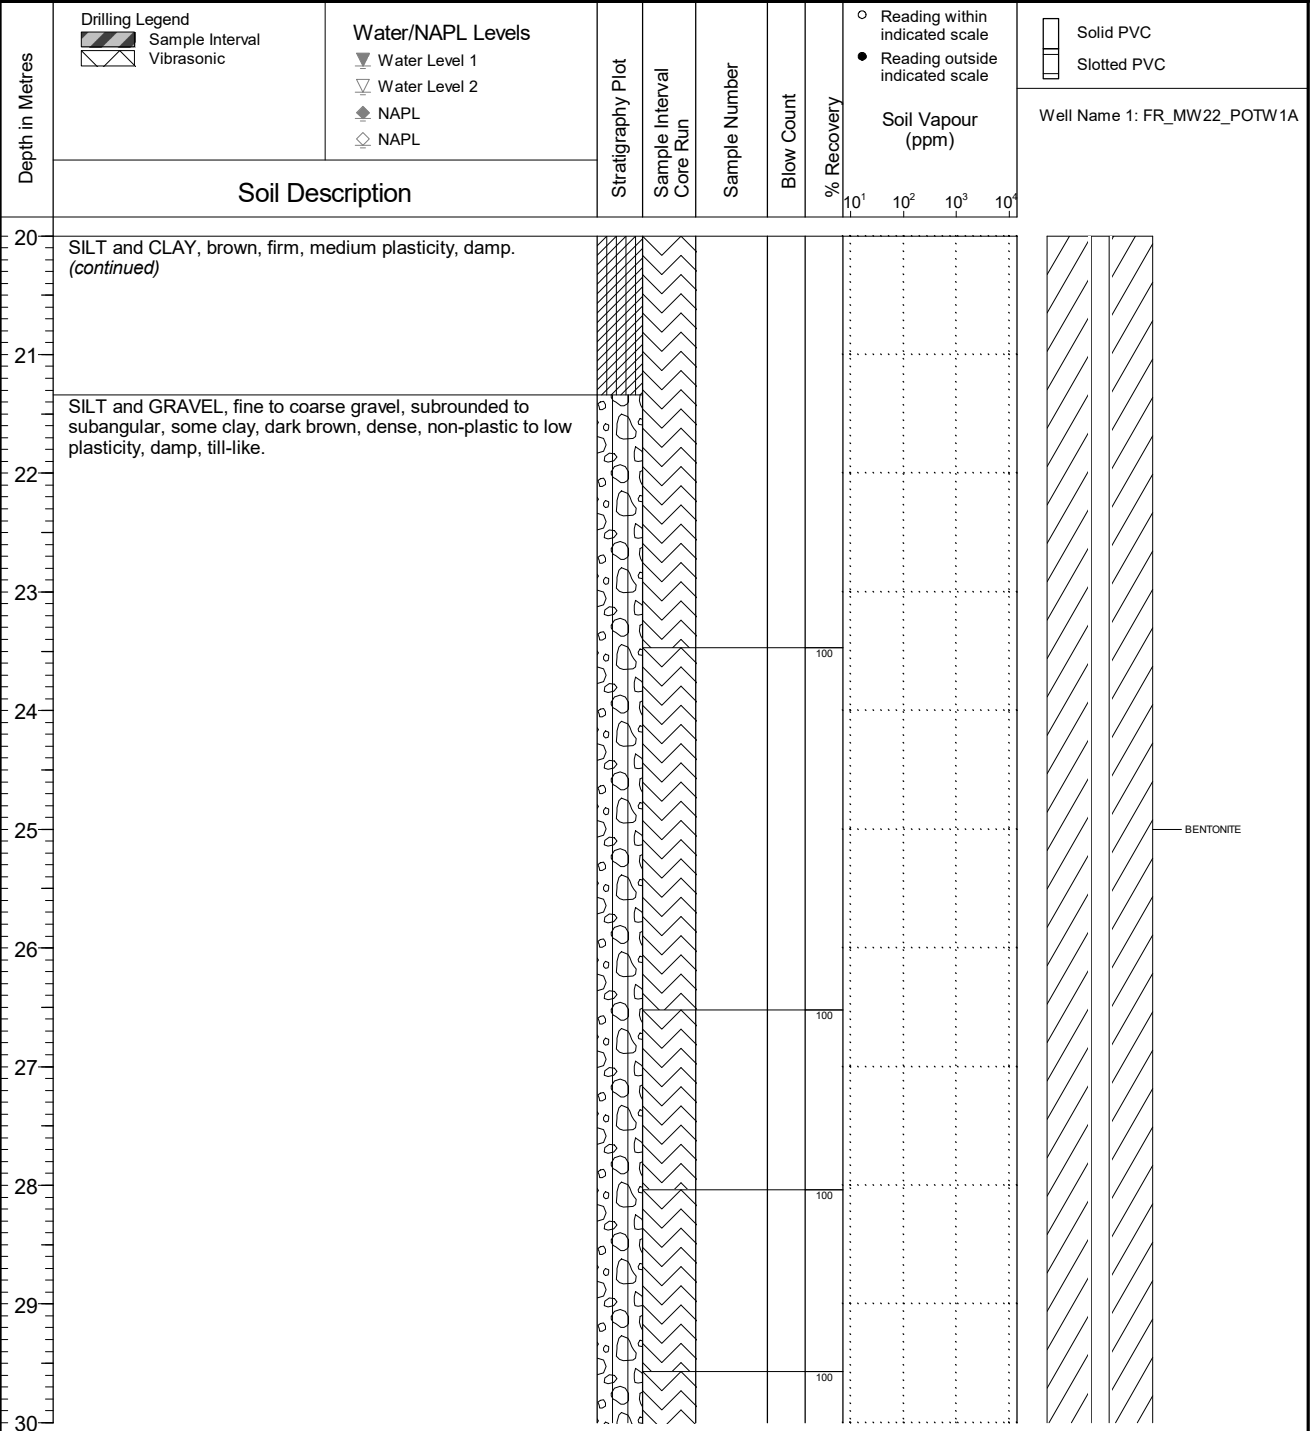 Depth in Metres
Drilling Legend
Sample Interval
Vibrasonic
Water/NAPL Levels
Water Level 1
Water Level 2
NAPL
NAPL
Soil Description
Stratigraphy Plot
Sample Interval
Core Run
Sample Number
Blow Count
% Recovery
Reading within
indicated scale
Reading outside
indicated scale
Soil Vapour
(ppm)
10¹ 10² 10³ 10⁴
Solid PVC
Slotted PVC
Well Name 1: FR_MW22_POTW1A
20
SILT and CLAY, brown, firm, medium plasticity, damp.
(continued)
21
SILT and GRAVEL, fine to coarse gravel, subrounded to
subangular, some clay, dark brown, dense, non-plastic to low
plasticity, damp, till-like.
22
23
100
24
25
BENTONITE
26
100
27
28
100
29
100
30